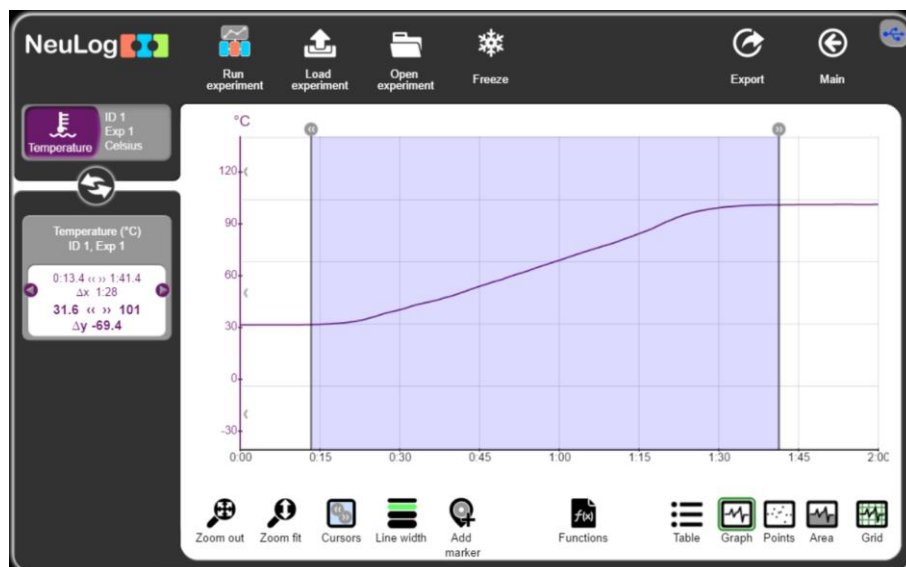 NeuLog
Run
experiment
Load
experiment
Open
experiment
Freeze
Export
Main
Temperature
ID 1
Exp 1
Celsius
Temperature (°C)
ID 1, Exp 1
0:13.4 ‹‹ ›› 1:41.4
Δx 1:28
31.6 ‹‹ ›› 101
Δy -69.4
°C
120
90
60
30
0
-30
0:00 0:15 0:30 0:45 1:00 1:15 1:30 1:45 2:00
Zoom out
Zoom fit
Cursors
Line width
Add
marker
f(x)
Functions
Table
Graph
Points
Area
Grid